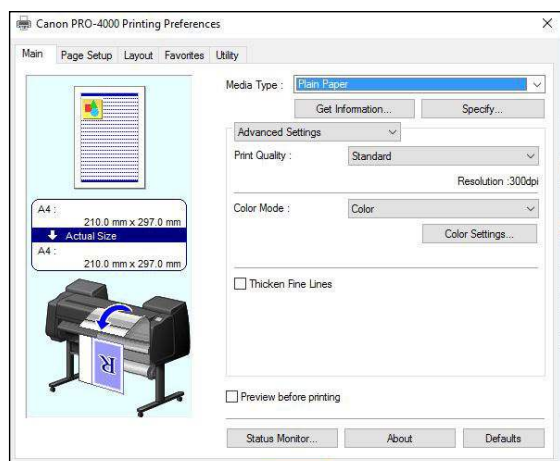 Canon PRO-4000 Printing Preferences
Main Page Setup Layout Favorites Utility
Media Type : Plain Paper
Get Information... Specify...
Advanced Settings
Print Quality : Standard
Resolution :300dpi
A4 :
210.0 mm x 297.0 mm
Actual Size
A4 :
210.0 mm x 297.0 mm
Color Mode : Color
Color Settings...
Thicken Fine Lines
R
Preview before printing
Status Monitor... About Defaults